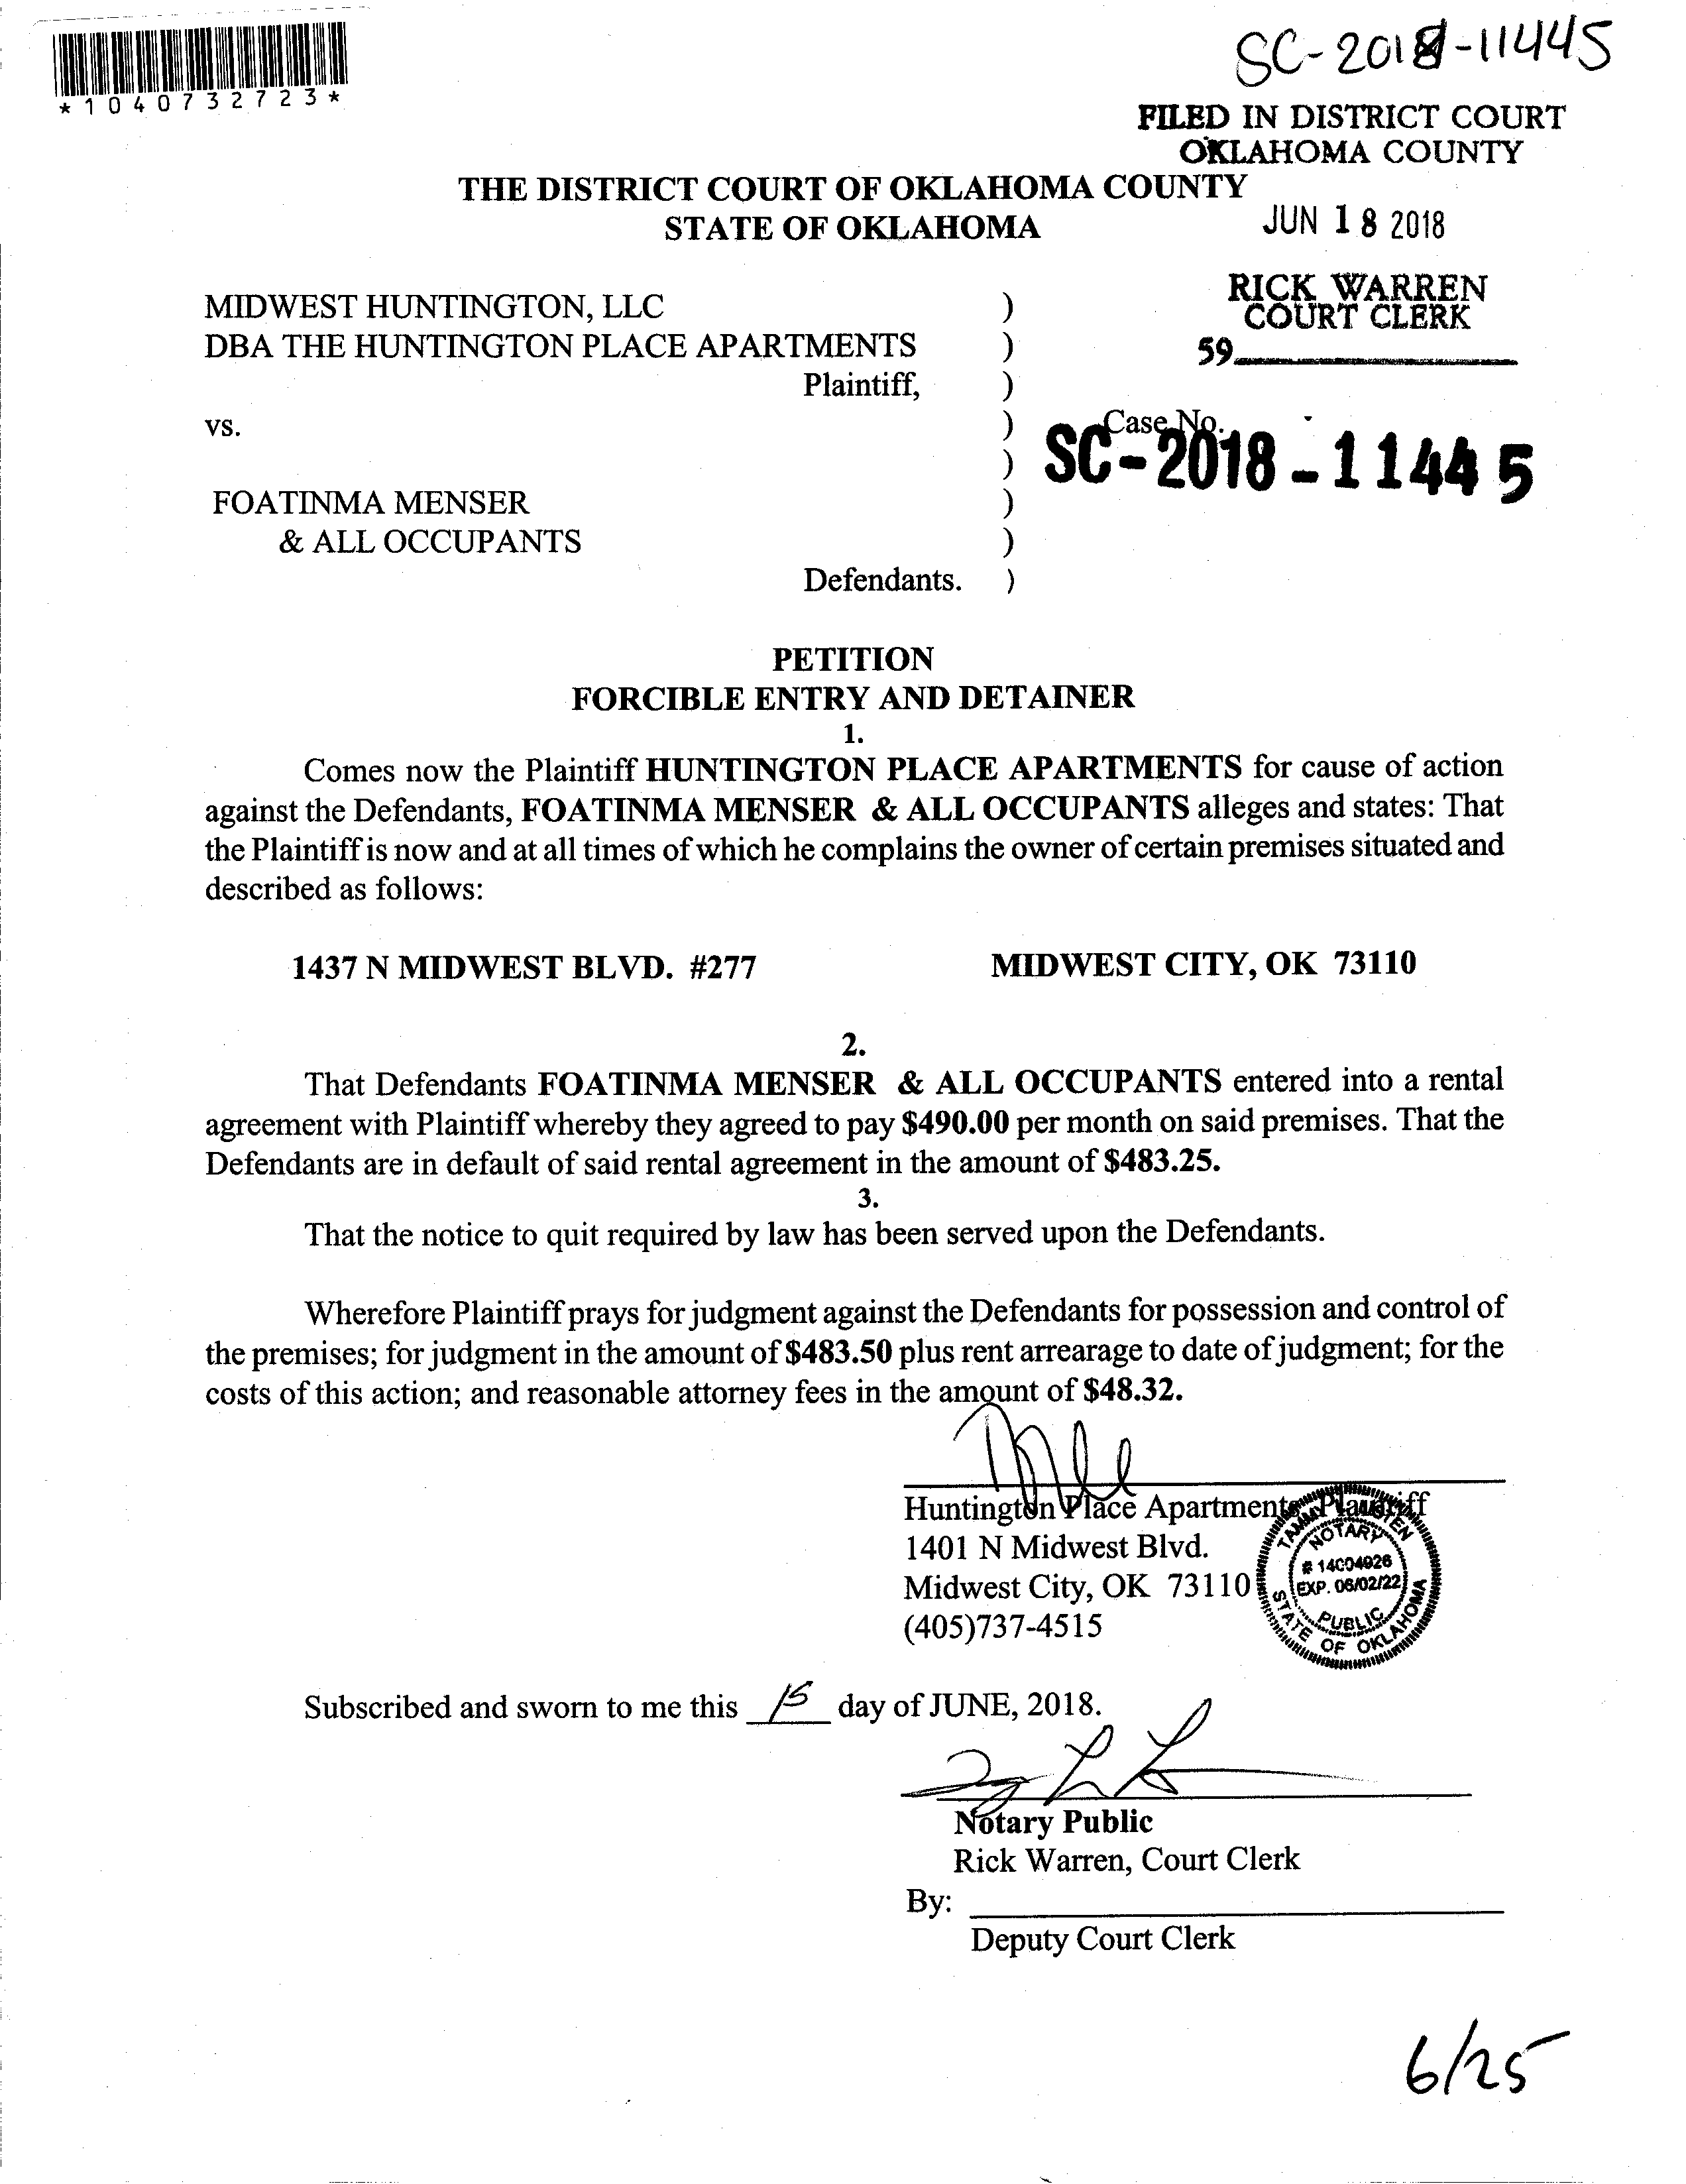 SC-2018-11445
*1040732723*
FILED IN DISTRICT COURT
OKLAHOMA COUNTY
THE DISTRICT COURT OF OKLAHOMA COUNTY
STATE OF OKLAHOMA
JUN 18 2018
RICK WARREN
COURT CLERK
59
MIDWEST HUNTINGTON, LLC )
DBA THE HUNTINGTON PLACE APARTMENTS )
Plaintiff, )
vs. )
Case No.
) SC-2018-11445
FOATINMA MENSER )
& ALL OCCUPANTS )
Defendants. )
PETITION
FORCIBLE ENTRY AND DETAINER
1.
Comes now the Plaintiff HUNTINGTON PLACE APARTMENTS for cause of action
against the Defendants, FOATINMA MENSER & ALL OCCUPANTS alleges and states: That
the Plaintiff is now and at all times of which he complains the owner of certain premises situated and
described as follows:
1437 N MIDWEST BLVD. #277 MIDWEST CITY, OK 73110
2.
That Defendants FOATINMA MENSER & ALL OCCUPANTS entered into a rental
agreement with Plaintiff whereby they agreed to pay $490.00 per month on said premises. That the
Defendants are in default of said rental agreement in the amount of $483.25.
3.
That the notice to quit required by law has been served upon the Defendants.
Wherefore Plaintiff prays for judgment against the Defendants for possession and control of
the premises; for judgment in the amount of $483.50 plus rent arrearage to date of judgment; for the
costs of this action; and reasonable attorney fees in the amount of $48.32.
Huntington Place Apartments, Plaintiff
1401 N Midwest Blvd.
Midwest City, OK 73110
(405)737-4515
NOTARY
# 14004026
EXP. 06/02/22
PUBLIC
STATE OF OKLAHOMA
Subscribed and sworn to me this 15 day of JUNE, 2018.
Notary Public
Rick Warren, Court Clerk
By:
Deputy Court Clerk
6/25